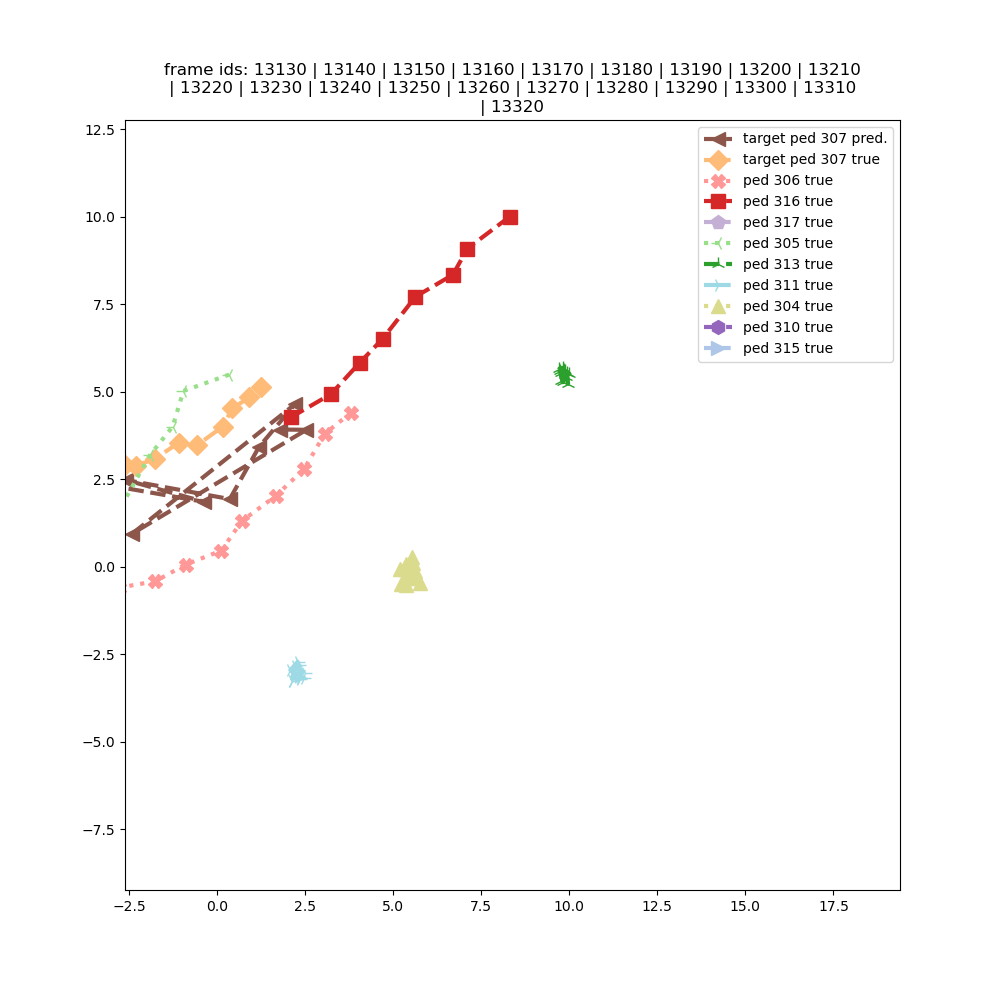 frame ids: 13130 | 13140 | 13150 | 13160 | 13170 | 13180 | 13190 | 13200 | 13210
| 13220 | 13230 | 13240 | 13250 | 13260 | 13270 | 13280 | 13290 | 13300 | 13310
| 13320
target ped 307 pred.
target ped 307 true
ped 306 true
ped 316 true
ped 317 true
ped 305 true
ped 313 true
ped 311 true
ped 304 true
ped 310 true
ped 315 true
12.5
10.0
7.5
5.0
2.5
0.0
−2.5
−5.0
−7.5
−2.5 0.0 2.5 5.0 7.5 10.0 12.5 15.0 17.5